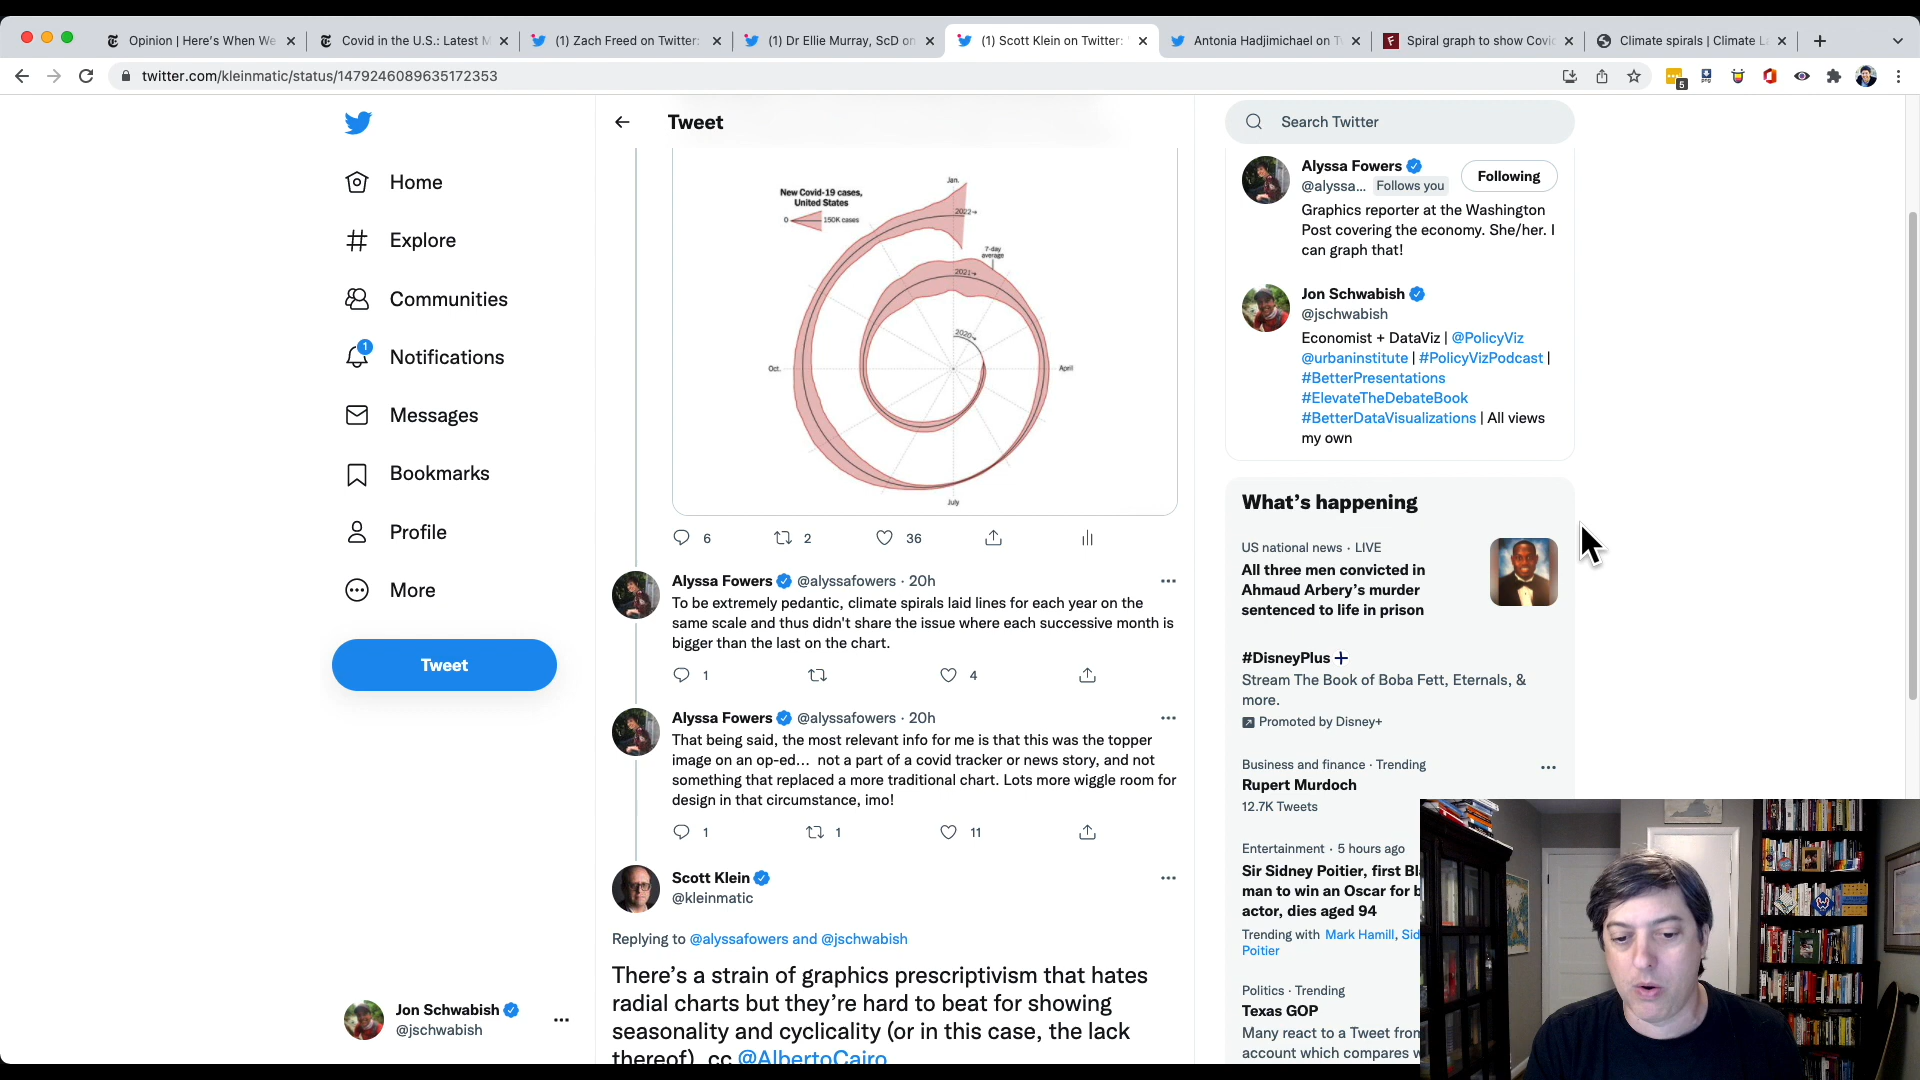 Opinion | Here's When We
Covid in the U.S.: Latest M
(1) Zach Freed on Twitter:
(1) Dr Ellie Murray, ScD on
(1) Scott Klein on Twitter: "
Antonia Hadjimichael on T
Spiral graph to show Covid
Climate spirals | Climate La
twitter.com/kleinmatic/status/1479246089635172353
5
Home
Explore
Communities
1
Notifications
Messages
Bookmarks
Profile
More
Tweet
Jon Schwabish
@jschwabish
Tweet
New Covid-19 cases,
United States
0
150K cases
Jan.
2022→
7-day
average
2021→
2020→
Oct.
April
July
6
2
36
Alyssa Fowers @alyssafowers · 20h
To be extremely pedantic, climate spirals laid lines for each year on the
same scale and thus didn't share the issue where each successive month is
bigger than the last on the chart.
1
4
Alyssa Fowers @alyssafowers · 20h
That being said, the most relevant info for me is that this was the topper
image on an op-ed... not a part of a covid tracker or news story, and not
something that replaced a more traditional chart. Lots more wiggle room for
design in that circumstance, imo!
1
1
11
Scott Klein
@kleinmatic
Replying to @alyssafowers and @jschwabish
There's a strain of graphics prescriptivism that hates
radial charts but they're hard to beat for showing
seasonality and cyclicality (or in this case, the lack
thereof). cc @AlbertoCairo
Search Twitter
Alyssa Fowers
@alyssa... Follows you
Following
Graphics reporter at the Washington
Post covering the economy. She/her. I
can graph that!
Jon Schwabish
@jschwabish
Economist + DataViz | @PolicyViz
@urbaninstitute | #PolicyVizPodcast |
#BetterPresentations
#ElevateTheDebateBook
#BetterDataVisualizations | All views
my own
What's happening
US national news · LIVE
All three men convicted in
Ahmaud Arbery's murder
sentenced to life in prison
#DisneyPlus
Stream The Book of Boba Fett, Eternals, &
more.
Promoted by Disney+
Business and finance · Trending
Rupert Murdoch
12.7K Tweets
Entertainment · 5 hours ago
Sir Sidney Poitier, first Bl
man to win an Oscar for b
actor, dies aged 94
Trending with Mark Hamill, Sid
Poitier
Politics · Trending
Texas GOP
Many react to a Tweet from
account which compares w